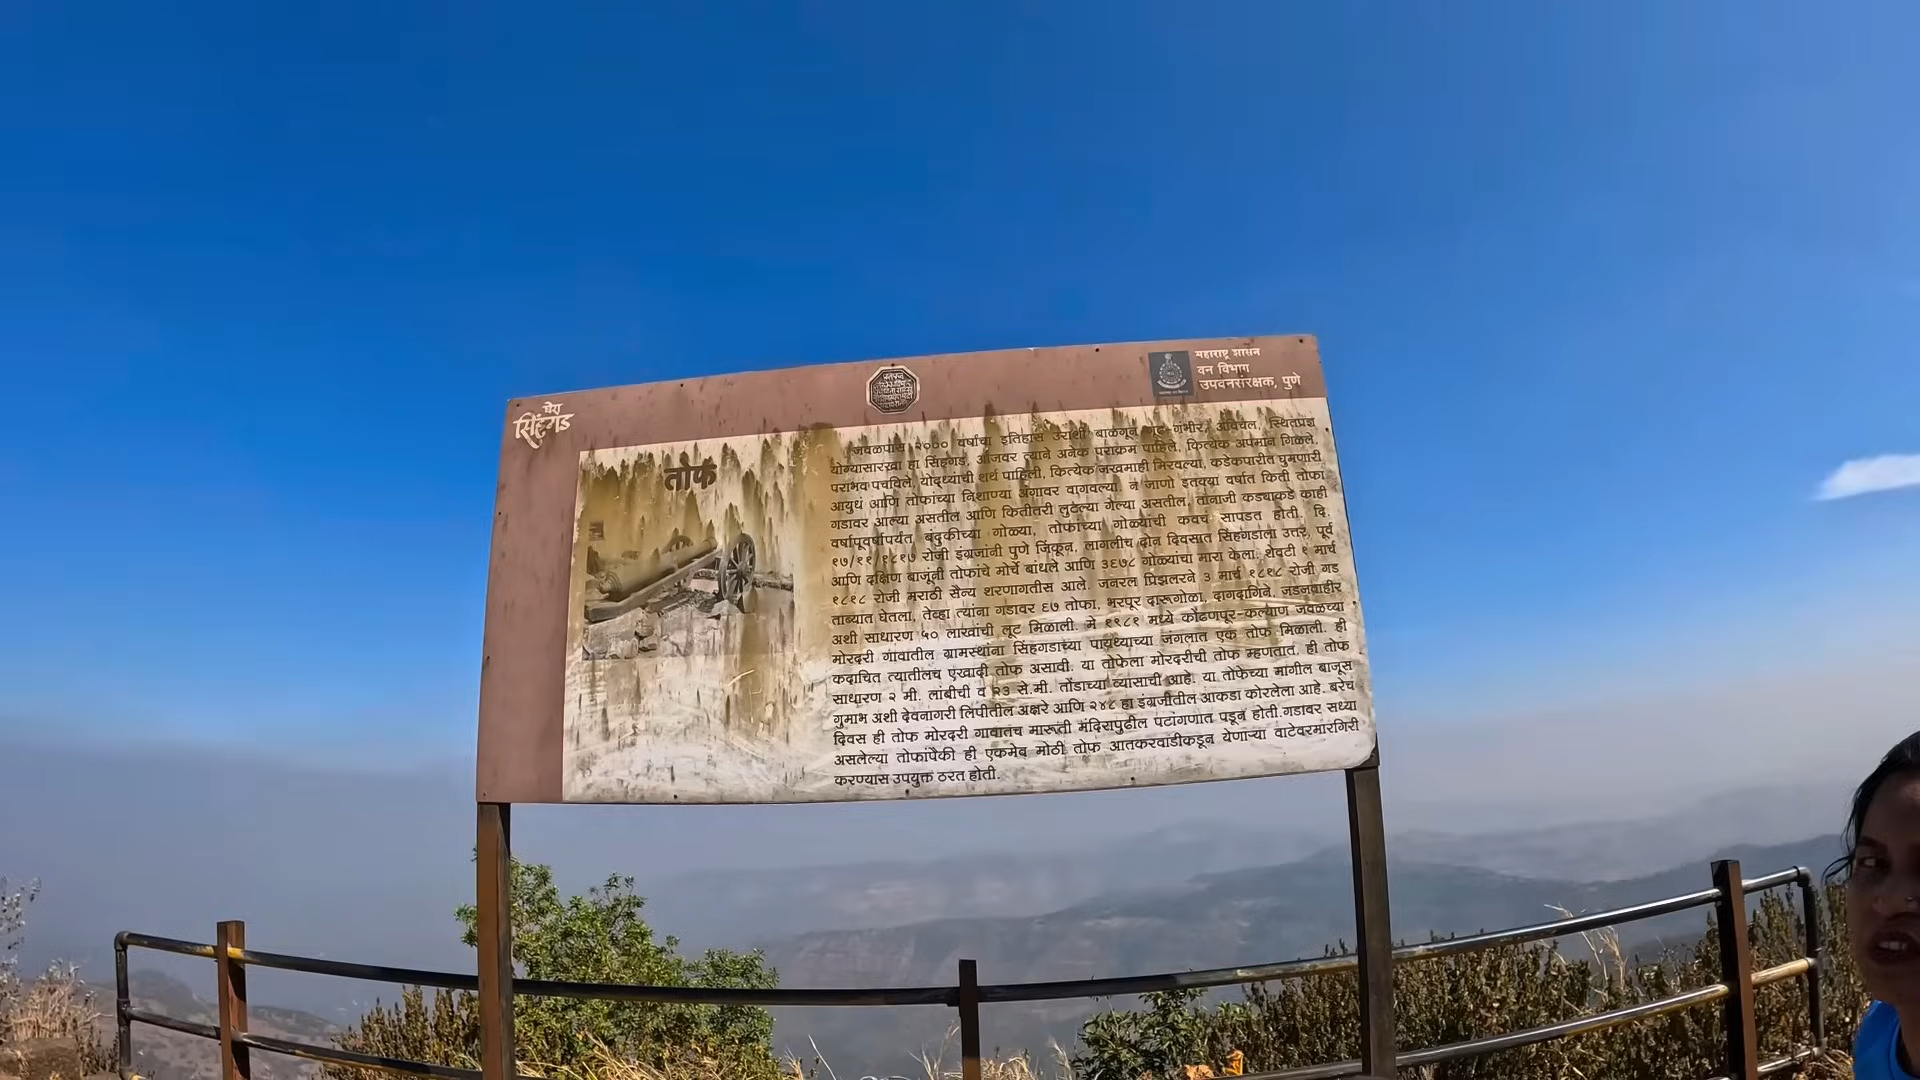 घेरा
सिंहगड
महाराष्ट्र शासन
वन विभाग
उपवनसंरक्षक, पुणे
तोफ
जवळपास २००० वर्षाचा इतिहास उराशी बाळगून गूढ-गंभीर, अविचल, स्थितप्रज्ञ
योग्यासारखा हा सिंहगड, आजवर त्याने अनेक पराक्रम पाहिले, कित्येक अपमान गिळले,
पराभव पचविले, योद्ध्यांची शर्थ पाहिली, कित्येक जखमाही मिरवल्या, कडेकपारीत घुमणारी
आयुधं आणि तोफांच्या निशाण्या अंगावर वागवल्या. न जाणो इतक्या वर्षात किती तोफा
गडावर आल्या असतील आणि कितीतरी लुटल्या गेल्या असतील, तानाजी कड्याकडे काही
वर्षापूवर्षापर्यंत बंदुकीच्या गोळ्या, तोफांच्या गोळ्यांची कवचं सापडत होती. दि.
१७/११/१८१७ रोजी इंग्रजांनी पुणे जिंकून, लागलीच दोन दिवसात सिंहगडाला उत्तर, पूर्व
आणि दक्षिण बाजूंनी तोफांचे मोर्चे बांधले आणि ३६७८ गोळ्यांचा मारा केला. शेवटी १ मार्च
१८१८ रोजी मराठी सैन्य शरणागतीस आले. जनरल प्रिझलरने ३ मार्च १८१८ रोजी गड
ताब्यात घेतला, तेव्हा त्यांना गडावर ६७ तोफा, भरपूर दारूगोळा, दागदागिने, जडजवाहीर
अशी साधारण ५० लाखांची लूट मिळाली. मे १९८१ मध्ये कोंढणपूर-कल्याण जवळच्या
मोरदरी गावातील ग्रामस्थांना सिंहगडाच्या पायथ्याच्या जंगलात एक तोफ मिळाली. ही
कदाचित त्यातीलच एखादी तोफ असावी. या तोफेला मोरदरीची तोफ म्हणतात. ही तोफ
साधारण २ मी. लांबीची व २३ से.मी. तोंडाच्या व्यासाची आहे. या तोफेच्या मागील बाजूस
गुमाभ अशी देवनागरी लिपीतील अक्षरे आणि २४८ हा इंग्रजीतील आकडा कोरलेला आहे. बरेच
दिवस ही तोफ मोरदरी गावातच मारूती मंदिरापुढील पटांगणात पडून होती.गडावर सध्या
असलेल्या तोफांपैकी ही एकमेव मोठी तोफ आतकरवाडीकडून येणाऱ्या वाटेवरमारगिरी
करण्यास उपयुक्त ठरत होती.